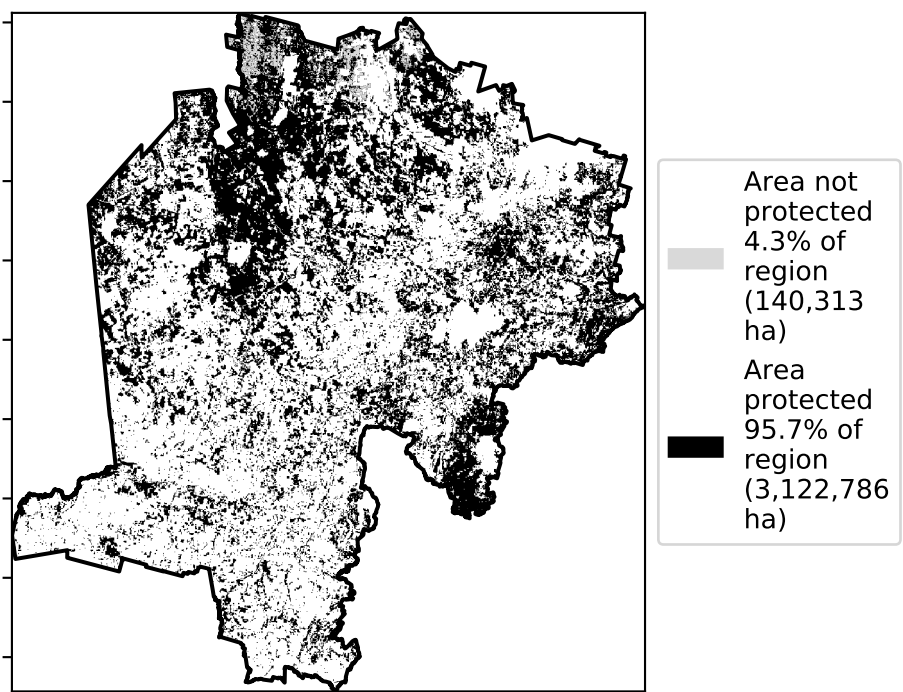 Area not
protected
4.3% of
region
(140,313
ha)
Area
protected
95.7% of
region
(3,122,786
ha)